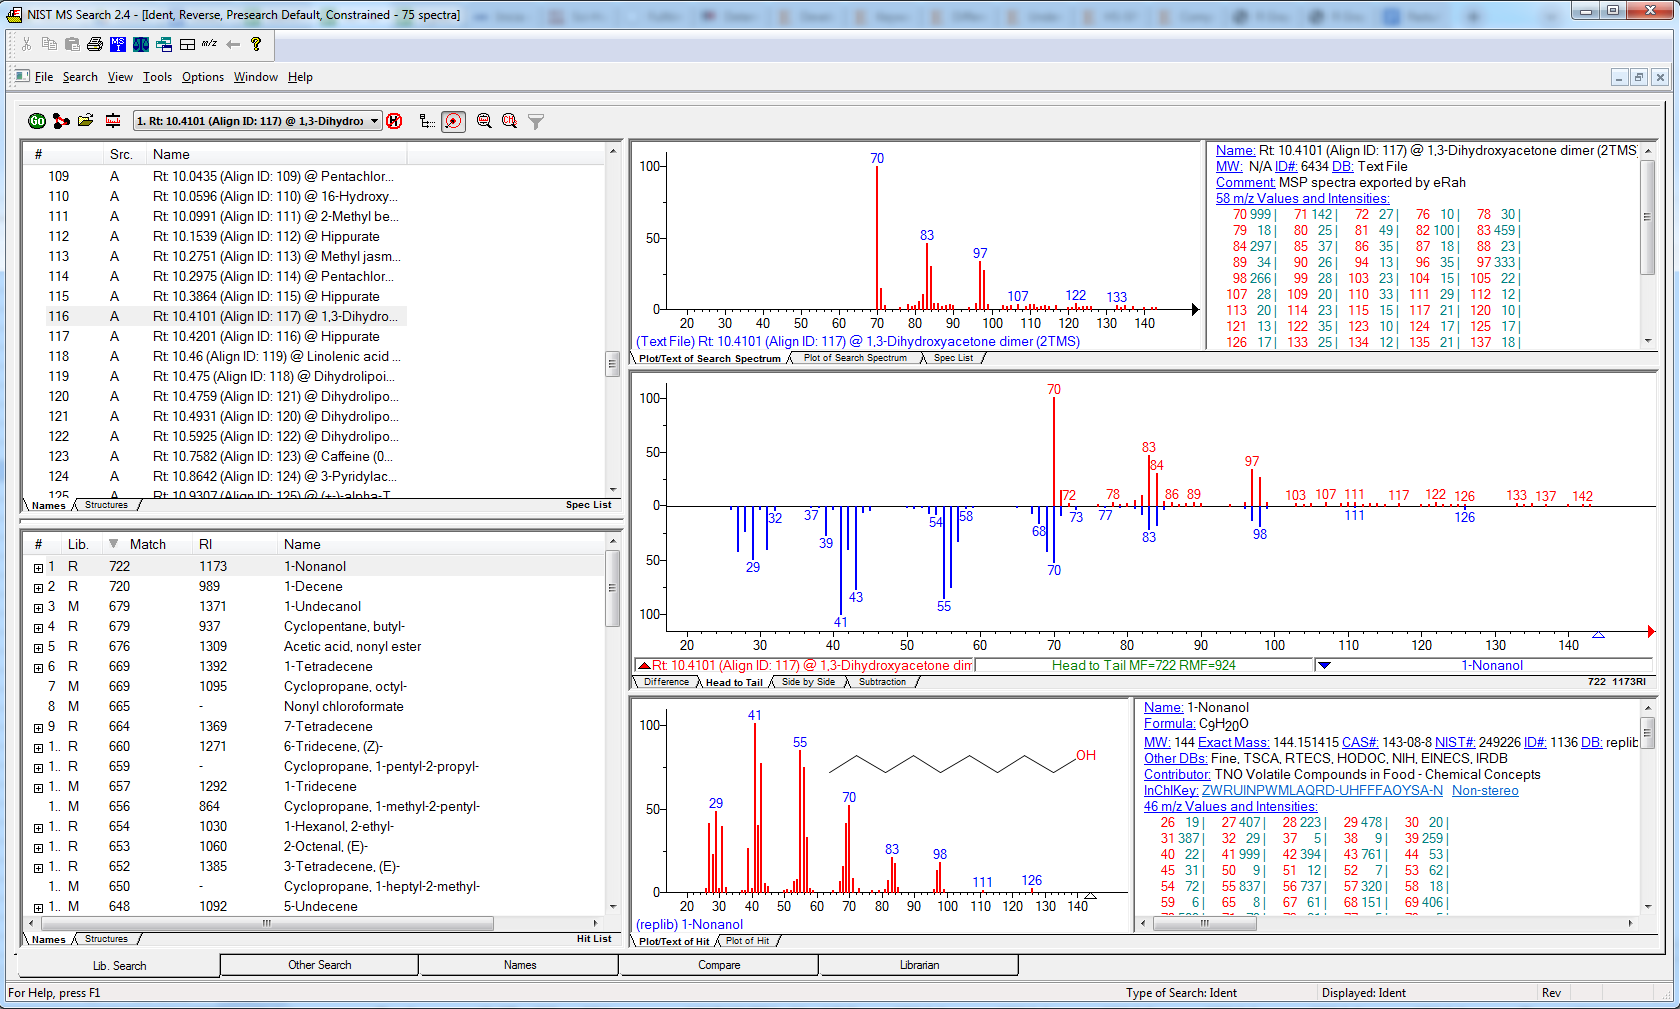 NIST MS Search 2.4 - [Ident, Reverse, Presearch Default, Constrained - 75 spectra]
File Search View Tools Options Window Help
1. Rt: 10.4101 (Align ID: 117) @ 1,3-Dihydrox
# Src. Name
109 A Rt: 10.0435 (Align ID: 109) @ Pentachlor...
110 A Rt: 10.0596 (Align ID: 110) @ 16-Hydroxy...
111 A Rt: 10.0991 (Align ID: 111) @ 2-Methyl be...
112 A Rt: 10.1539 (Align ID: 112) @ Hippurate
113 A Rt: 10.2751 (Align ID: 113) @ Methyl jasm...
114 A Rt: 10.2975 (Align ID: 114) @ Pentachlor...
115 A Rt: 10.3864 (Align ID: 115) @ Hippurate
116 A Rt: 10.4101 (Align ID: 117) @ 1,3-Dihydro...
117 A Rt: 10.4201 (Align ID: 116) @ Hippurate
118 A Rt: 10.46 (Align ID: 119) @ Linolenic acid ...
119 A Rt: 10.475 (Align ID: 118) @ Dihydrolipoi...
120 A Rt: 10.4759 (Align ID: 121) @ Dihydrolipo...
121 A Rt: 10.4931 (Align ID: 120) @ Dihydrolipo...
122 A Rt: 10.5925 (Align ID: 122) @ Dihydrolipo...
123 A Rt: 10.7582 (Align ID: 123) @ Caffeine (0...
124 A Rt: 10.8642 (Align ID: 124) @ 3-Pyridylac...
125 A Rt: 10.9307 (Align ID: 125) @ (+-)-alpha-T
Names Structures Spec List
# Lib. Match RI Name
1 R 722 1173 1-Nonanol
2 R 720 989 1-Decene
3 M 679 1371 1-Undecanol
4 R 679 937 Cyclopentane, butyl-
5 R 676 1309 Acetic acid, nonyl ester
6 R 669 1392 1-Tetradecene
7 M 669 1095 Cyclopropane, octyl-
8 M 665 - Nonyl chloroformate
9 R 664 1369 7-Tetradecene
1.. R 660 1271 6-Tridecene, (Z)-
1.. R 659 - Cyclopropane, 1-pentyl-2-propyl-
1.. M 657 1292 1-Tridecene
1.. M 656 864 Cyclopropane, 1-methyl-2-pentyl-
1.. R 654 1030 1-Hexanol, 2-ethyl-
1.. R 653 1060 2-Octenal, (E)-
1.. R 652 1385 3-Tetradecene, (E)-
1.. M 650 - Cyclopropane, 1-heptyl-2-methyl-
1.. M 648 1092 5-Undecene
Names Structures Hit List
100
50
0
70
83
97
107 122 133
20 30 40 50 60 70 80 90 100 110 120 130 140
(Text File) Rt: 10.4101 (Align ID: 117) @ 1,3-Dihydroxyacetone dimer (2TMS)
Plot/Text of Search Spectrum Plot of Search Spectrum Spec List
Name: Rt: 10.4101 (Align ID: 117) @ 1,3-Dihydroxyacetone dimer (2TMS
MW: N/A ID#: 6434 DB: Text File
Comment: MSP spectra exported by eRah
58 m/z Values and Intensities:
70 999 | 71 142 | 72 27 | 76 10 | 78 30 |
79 18 | 80 25 | 81 49 | 82 100 | 83 459 |
84 297 | 85 37 | 86 35 | 87 18 | 88 23 |
89 34 | 90 26 | 94 13 | 96 35 | 97 333 |
98 266 | 99 28 | 103 23 | 104 15 | 105 22 |
107 28 | 109 20 | 110 33 | 111 29 | 112 12 |
113 20 | 114 23 | 115 15 | 117 21 | 120 10 |
121 13 | 122 35 | 123 10 | 124 17 | 125 17 |
126 17 | 133 25 | 134 12 | 135 21 | 137 18 |
100
50
0
50
100
70
83
84
97
72 78 86 89 103 107 111 117 122 126 133 137 142
29 32 37 39 41 43 54 55 58 68 70 73 77 83 98 111 126
20 30 40 50 60 70 80 90 100 110 120 130 140
Rt: 10.4101 (Align ID: 117) @ 1,3-Dihydroxyacetone dim
Head to Tail MF=722 RMF=924
1-Nonanol
Difference Head to Tail Side by Side Subtraction 722 1173RI
100
50
0
29 41 55 70 83 98 111 126
OH
20 30 40 50 60 70 80 90 100 110 120 130 140
(replib) 1-Nonanol
Plot/Text of Hit Plot of Hit
Name: 1-Nonanol
Formula: C9H20O
MW: 144 Exact Mass: 144.151415 CAS#: 143-08-8 NIST#: 249226 ID#: 1136 DB: replib
Other DBs: Fine, TSCA, RTECS, HODOC, NIH, EINECS, IRDB
Contributor: TNO Volatile Compounds in Food - Chemical Concepts
InChIKey: ZWRUINPWMLAQRD-UHFFFAOYSA-N Non-stereo
46 m/z Values and Intensities:
26 19 | 27 407 | 28 223 | 29 478 | 30 20 |
31 387 | 32 29 | 37 5 | 38 9 | 39 259 |
40 22 | 41 999 | 42 394 | 43 761 | 44 53 |
45 31 | 50 9 | 51 12 | 52 7 | 53 62 |
54 72 | 55 837 | 56 737 | 57 320 | 58 18 |
59 6 | 65 8 | 67 61 | 68 151 | 69 406 |
Lib. Search Other Search Names Compare Librarian
For Help, press F1 Type of Search: Ident Displayed: Ident Rev